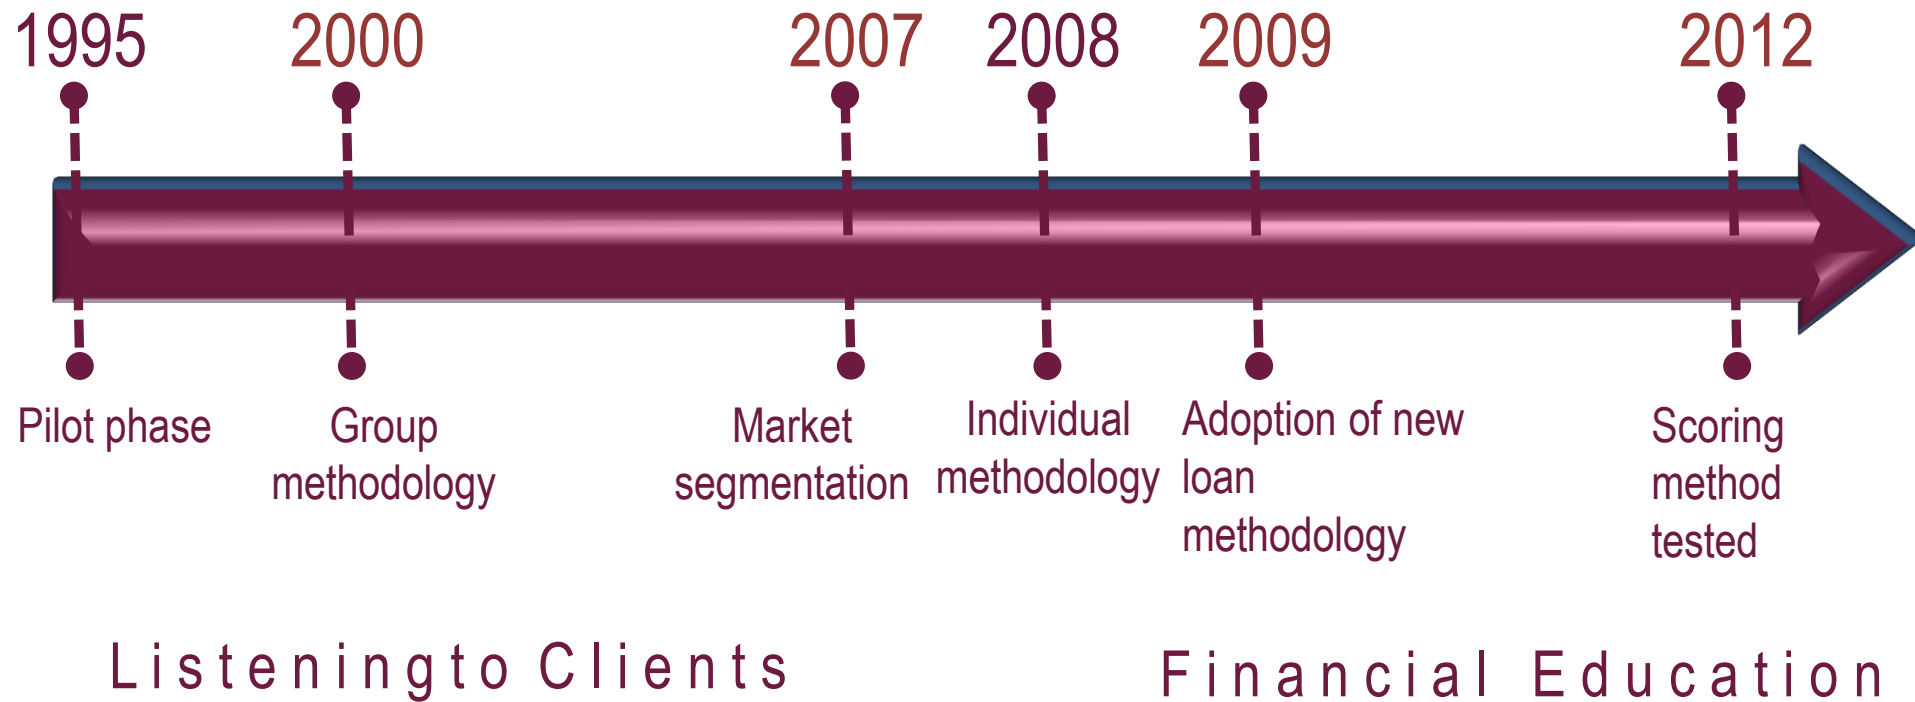 1995
2000
2007
2008
2009
2012
Pilot phase
Group
methodology
Market
segmentation
Individual
methodology
Adoption of new
loan
methodology
Scoring
method
tested
Listeningto Clients
Financial Education